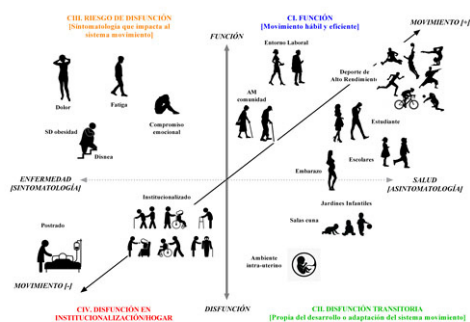 CIII. RIESGO DE DISFUNCIÓN
[Sintomatología que impacta al
sistema movimiento]
FUNCIÓN
CI. FUNCIÓN
[Movimiento hábil y eficiente]
MOVIMIENTO [+]
Entorno Laboral
Deporte de
Alto Rendimiento
Dolor
Fatiga
Compromiso
emocional
AM
comunidad
SD obesidad
Disnea
Estudiante
Escolares
Embarazo
ENFERMEDAD
[SINTOMATOLOGÍA]
SALUD
[ASINTOMATOLOGÍA]
Institucionalizado
Jardines Infantiles
Salas cuna
Postrado
Ambiente
intra-uterino
MOVIMIENTO [-]
CIV. DISFUNCIÓN EN
INSTITUCIONALIZACIÓN/HOGAR
DISFUNCIÓN
CII. DISFUNCIÓN TRANSITORIA
[Propia del desarrollo o adaptación del sistema movimiento]